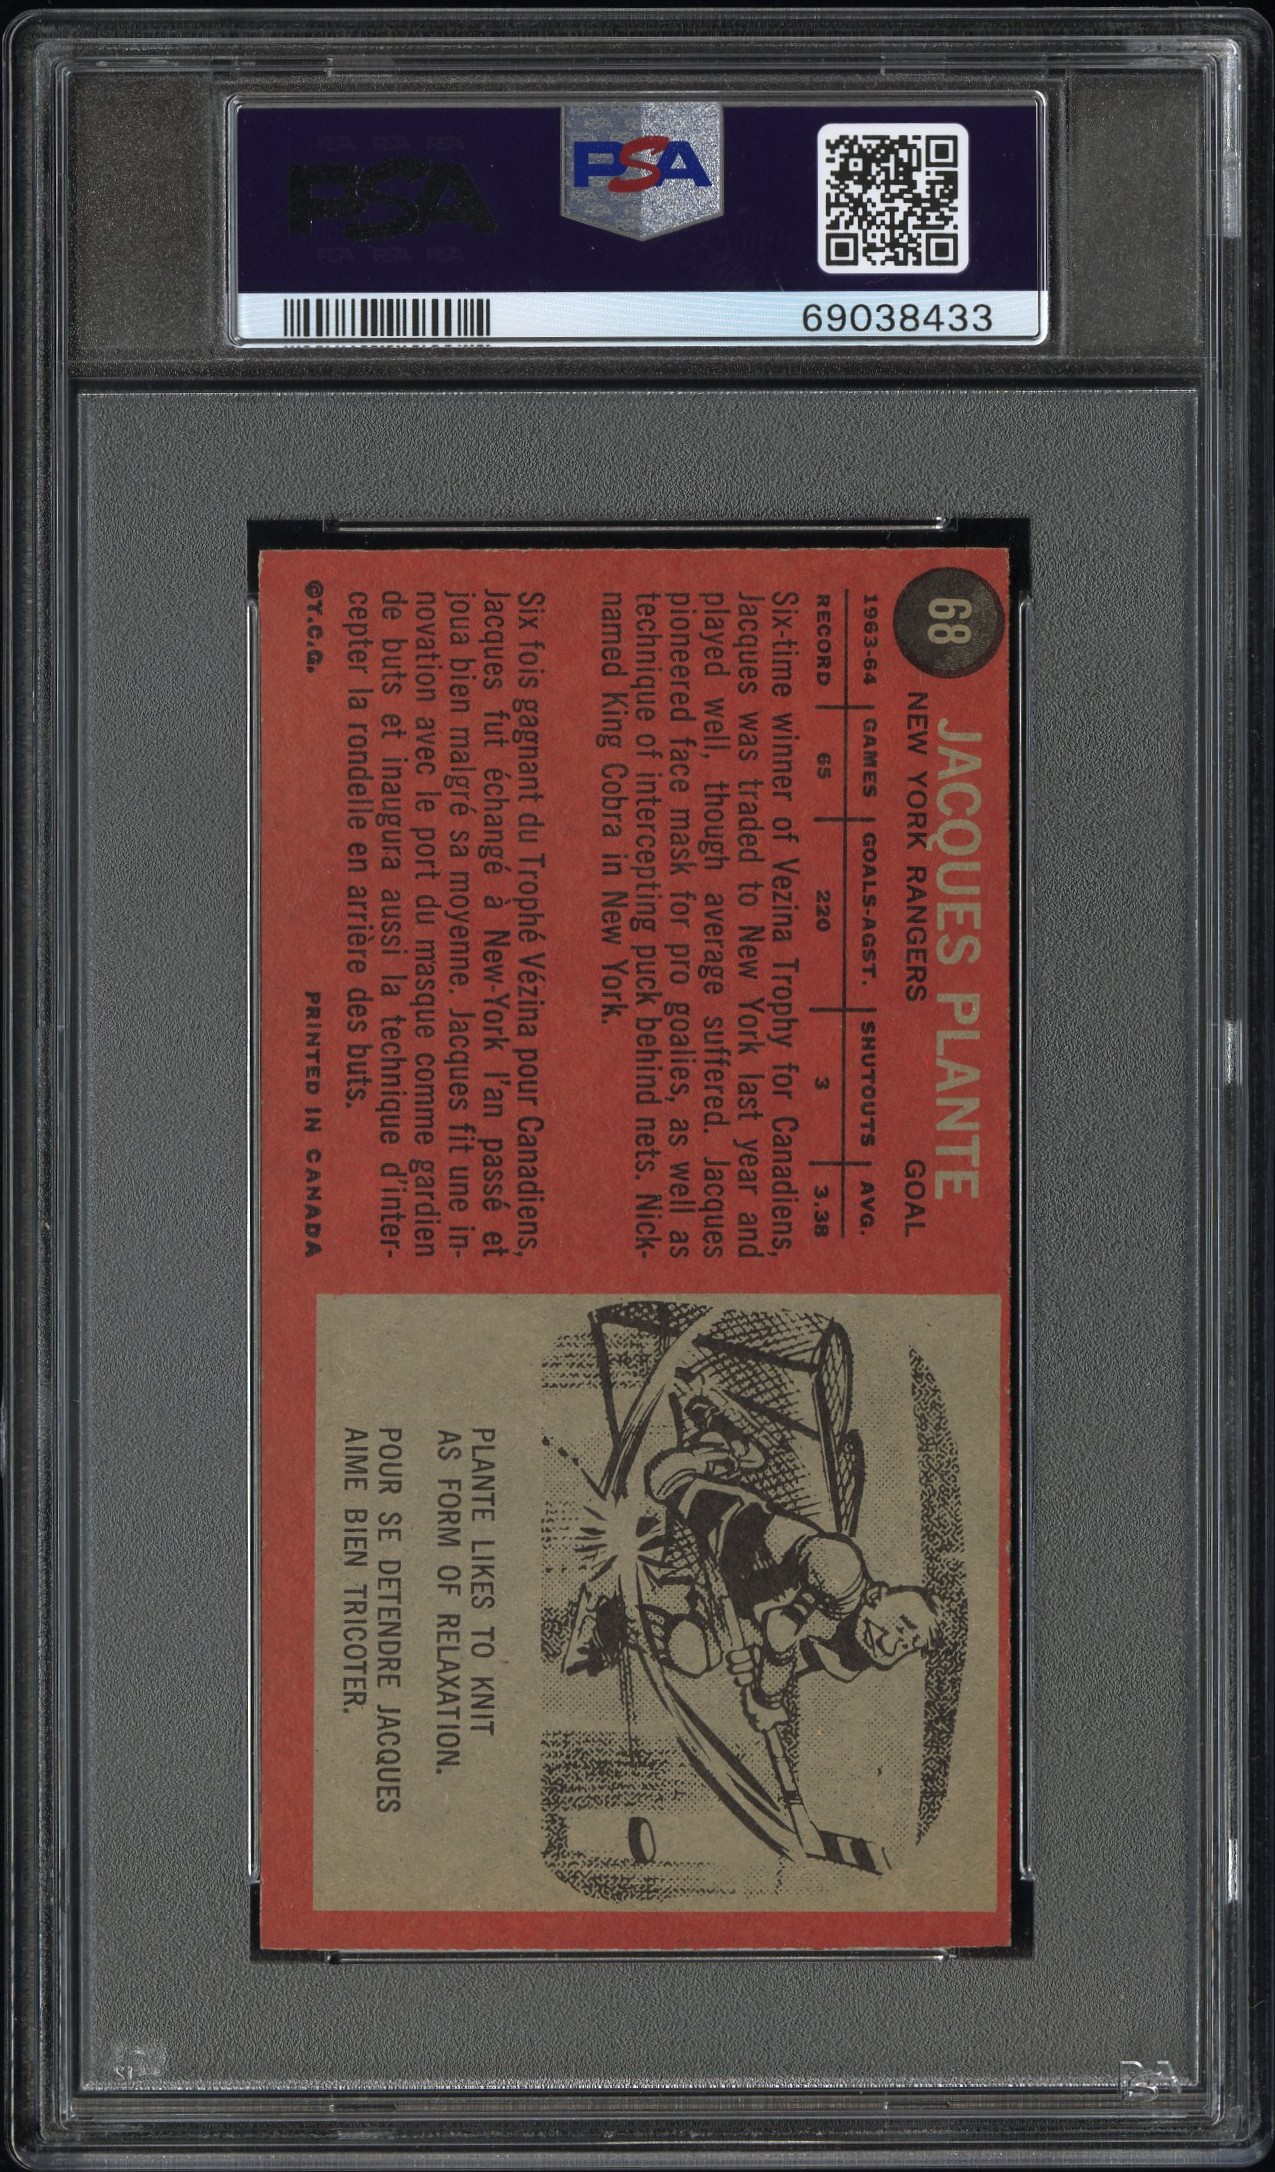 PSA
PSA
69038433
68
JACQUES PLANTE
NEW YORK RANGERS GOAL
1963-64 GAMES GOALS-AGST. SHUTOUTS AVG.
RECORD 65 220 3 3.38
Six-time winner of Vezina Trophy for Canadiens,
Jacques was traded to New York last year and
played well, though average suffered. Jacques
pioneered face mask for pro goalies, as well as
technique of intercepting puck behind nets. Nick-
named King Cobra in New York.
Six fois gagnant du Trophé Vézina pour Canadiens,
Jacques fut échangé à New-York l'an passé et
joua bien malgré sa moyenne. Jacques fit une in-
novation avec le port du masque comme gardien
de buts et inaugura aussi la technique d'inter-
cepter la rondelle en arrière des buts.
©T.C.G. PRINTED IN CANADA
PLANTE LIKES TO KNIT
AS FORM OF RELAXATION.
POUR SE DETENDRE JACQUES
AIME BIEN TRICOTER.
PSA